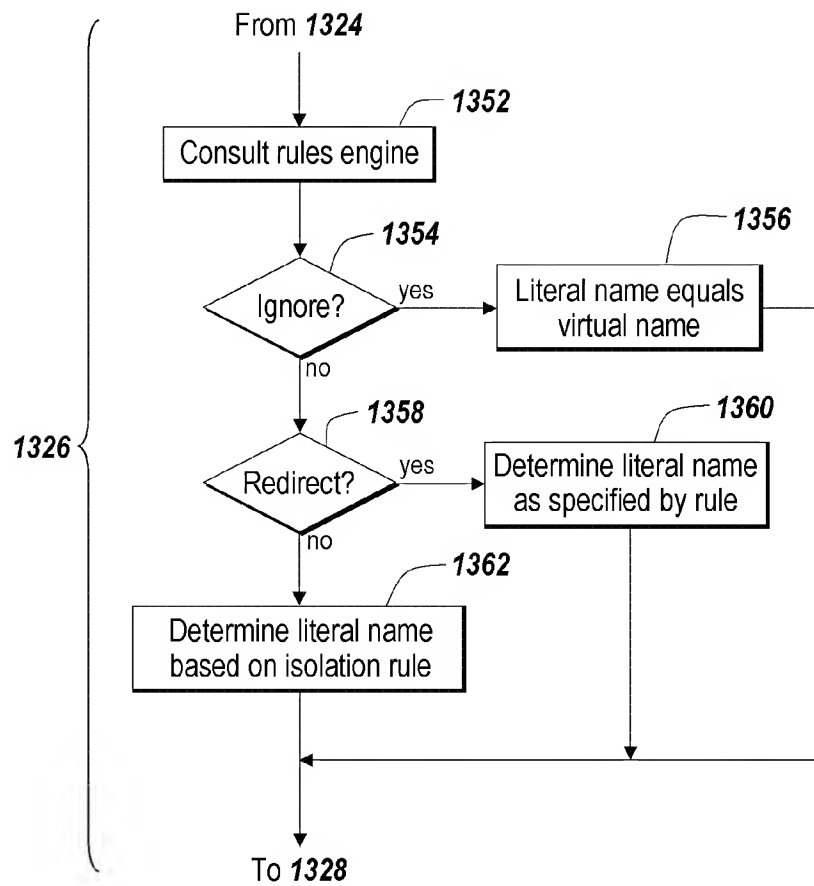 From 1324
1352
Consult rules engine
1354
1356
Ignore?
yes
Literal name equals
virtual name
no
1358
1360
1326
Redirect?
yes
Determine literal name
as specified by rule
no
1362
Determine literal name
based on isolation rule
To 1328